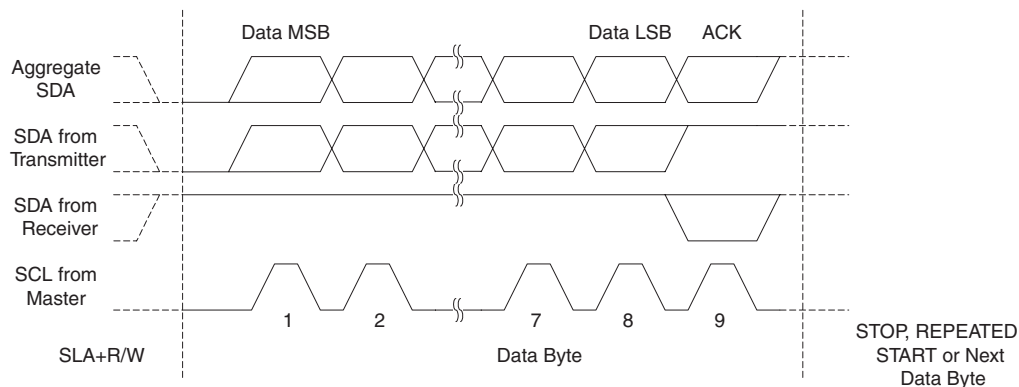 Data MSB
Data LSB
ACK
Aggregate
SDA
SDA from
Transmitter
SDA from
Receiver
SCL from
Master
1
2
7
8
9
SLA+R/W
Data Byte
STOP, REPEATED
START or Next
Data Byte